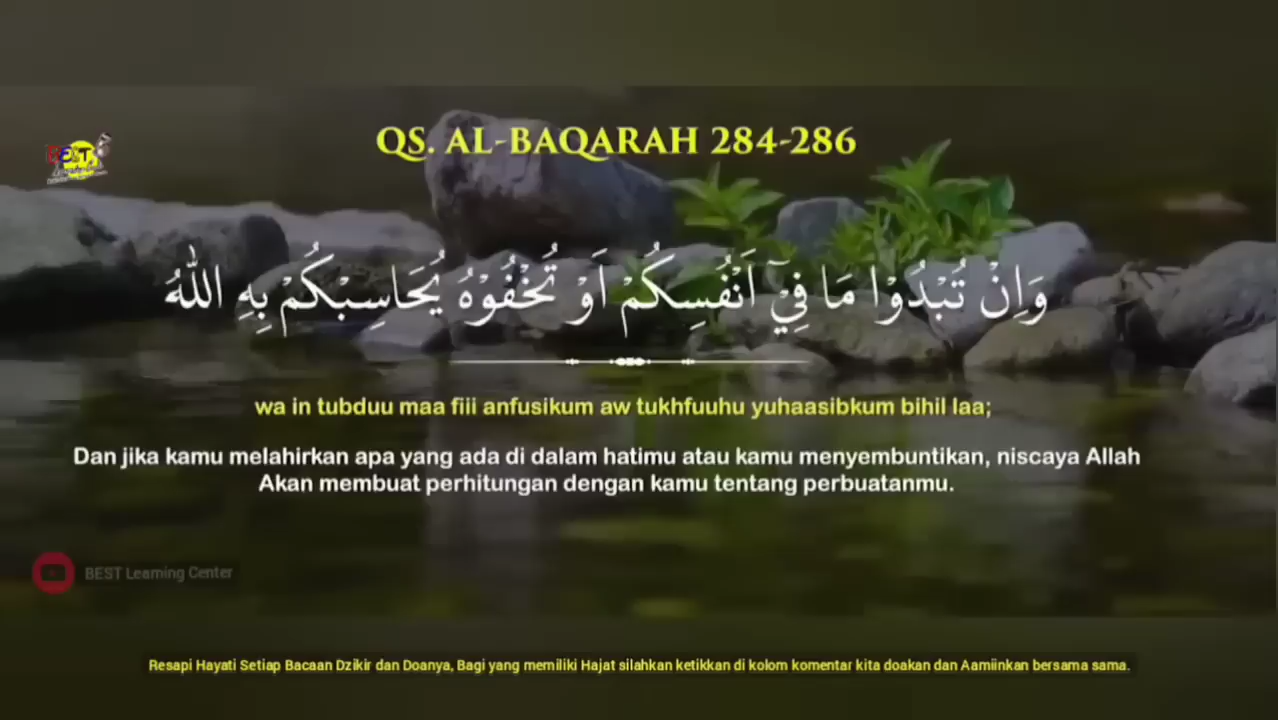 QS. AL-BAQARAH 284-286
وَاِنْ تُبْدُوْا مَا فِيْٓ اَنْفُسِكُمْ اَوْ تُخْفُوْهُ يُحَاسِبْكُمْ بِهِ اللّٰهُ
wa in tubduu maa fiii anfusikum aw tukhfuuhu yuhaasibkum bihil laa;
Dan jika kamu melahirkan apa yang ada di dalam hatimu atau kamu menyembuntikan, niscaya Allah
Akan membuat perhitungan dengan kamu tentang perbuatanmu.
BEST Learning Center
Resapi Hayati Setiap Bacaan Dzikir dan Doanya, Bagi yang memiliki Hajat silahkan ketikkan di kolom komentar kita doakan dan Aamiinkan bersama sama.